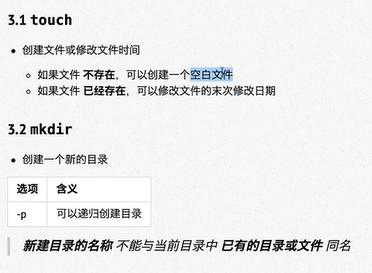 3.1 touch
创建文件或修改文件时间
如果文件 不存在，可以创建一个空白文件
如果文件 已经存在，可以修改文件的末次修改日期
3.2 mkdir
创建一个新的目录
选项 含义
-p 可以递归创建目录
新建目录的名称 不能与当前目录中 已有的目录或文件 同名